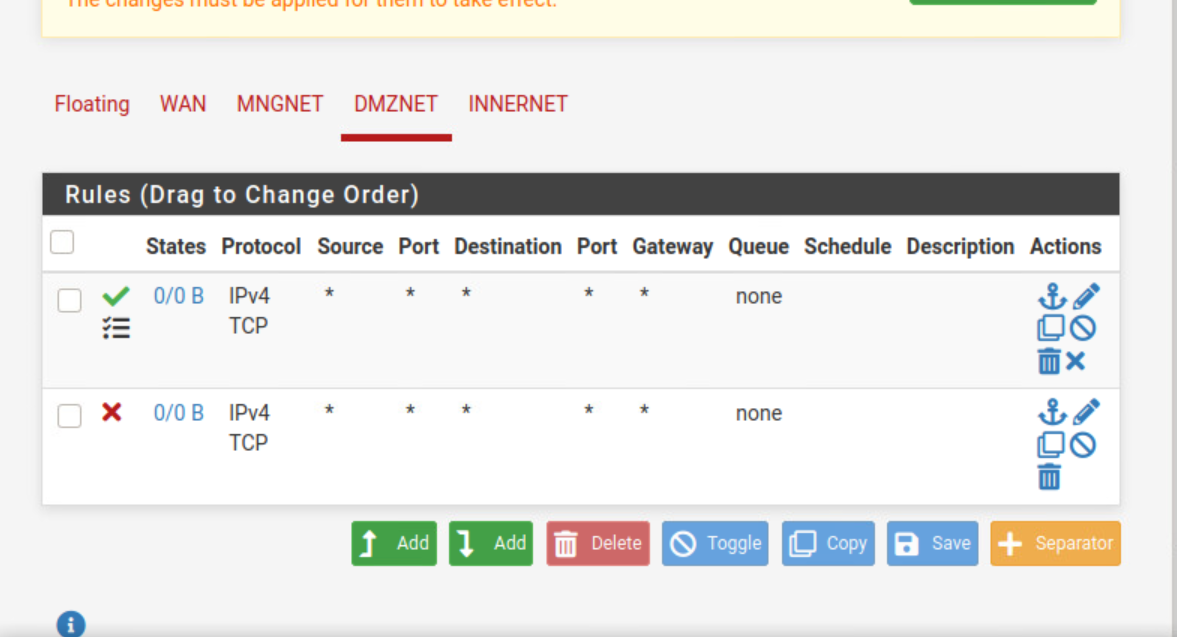 The changes must be applied for them to take effect.
Floating WAN MNGNET DMZNET INNERNET
Rules (Drag to Change Order)
States Protocol Source Port Destination Port Gateway Queue Schedule Description Actions
0/0 B IPv4 * * * * * none
TCP
0/0 B IPv4 * * * * * none
TCP
Add Add Delete Toggle Copy Save Separator